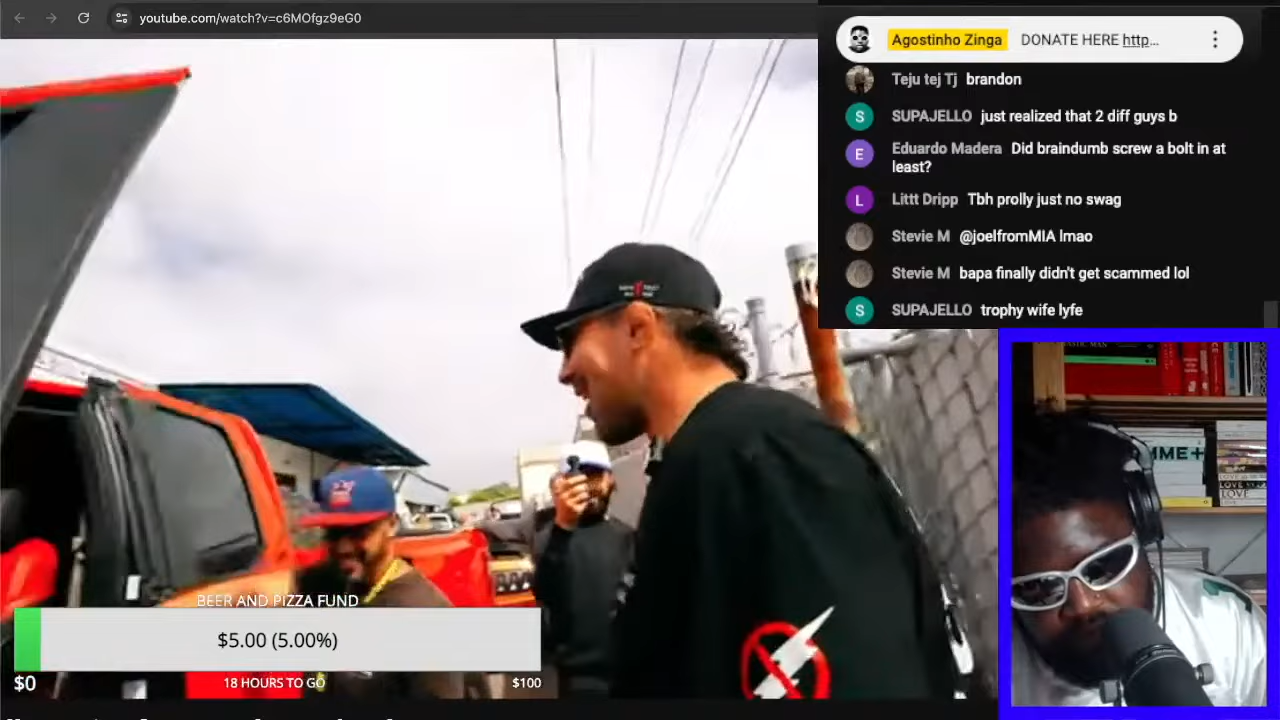 youtube.com/watch?v=c6MOfgz9eG0
Agostinho Zinga DONATE HERE http...
Teju tej Tj brandon
SUPAJELLO just realized that 2 diff guys b
Eduardo Madera Did braindumb screw a bolt in at
least?
Littt Dripp Tbh prolly just no swag
Stevie M @joelfromMIA lmao
Stevie M bapa finally didn't get scammed lol
SUPAJELLO trophy wife lyfe
S
E
L
S
BEER AND PIZZA FUND
$5.00 (5.00%)
$0
18 HOURS TO GO
$100
LOVE
LOVE